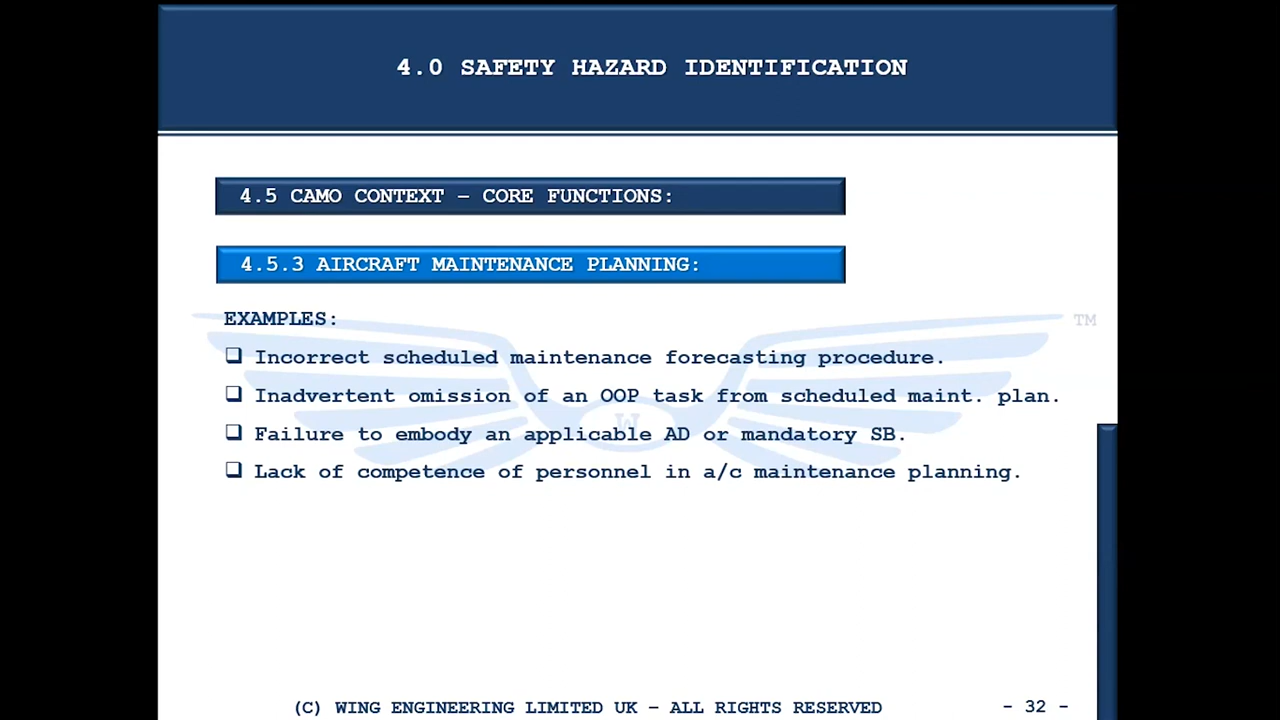 4.0 SAFETY HAZARD IDENTIFICATION
4.5 CAMO CONTEXT – CORE FUNCTIONS:
4.5.3 AIRCRAFT MAINTENANCE PLANNING:
EXAMPLES:
TM
❑ Incorrect scheduled maintenance forecasting procedure.
❑ Inadvertent omission of an OOP task from scheduled maint. plan.
W
❑ Failure to embody an applicable AD or mandatory SB.
❑ Lack of competence of personnel in a/c maintenance planning.
(C) WING ENGINEERING LIMITED UK – ALL RIGHTS RESERVED
- 32 -